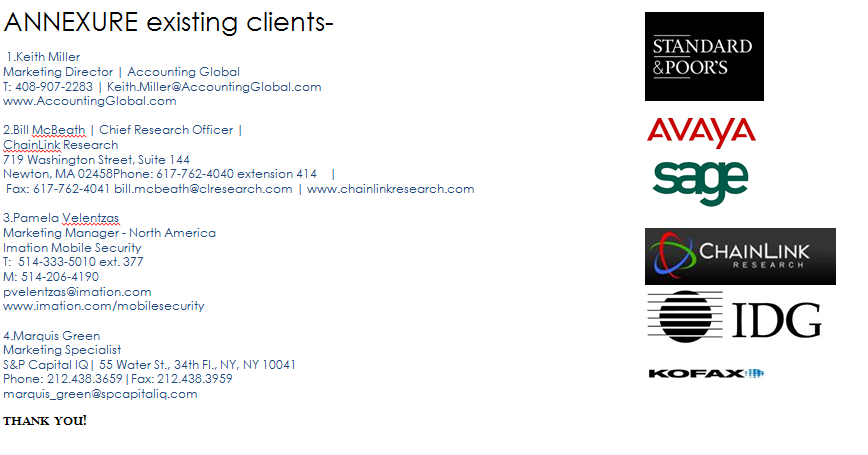 ANNEXURE existing clients-
1.Keith Miller
Marketing Director | Accounting Global
T: 408-907-2283 | Keith.Miller@AccountingGlobal.com
www.AccountingGlobal.com
2.Bill McBeath | Chief Research Officer |
ChainLink Research
719 Washington Street, Suite 144
Newton, MA 02458Phone: 617-762-4040 extension 414 |
Fax: 617-762-4041 bill.mcbeath@clresearch.com | www.chainlinkresearch.com
3.Pamela Velentzas
Marketing Manager - North America
Imation Mobile Security
T: 514-333-5010 ext. 377
M: 514-206-4190
pvelentzas@imation.com
www.imation.com/mobilesecurity
4.Marquis Green
Marketing Specialist
S&P Capital IQ| 55 Water St., 34th Fl., NY, NY 10041
Phone: 212.438.3659|Fax: 212.438.3959
marquis_green@spcapitaliq.com
THANK YOU!
STANDARD
&POOR'S
AVAYA
sage
CHAINLINK
RESEARCH
IDG
KOFAX